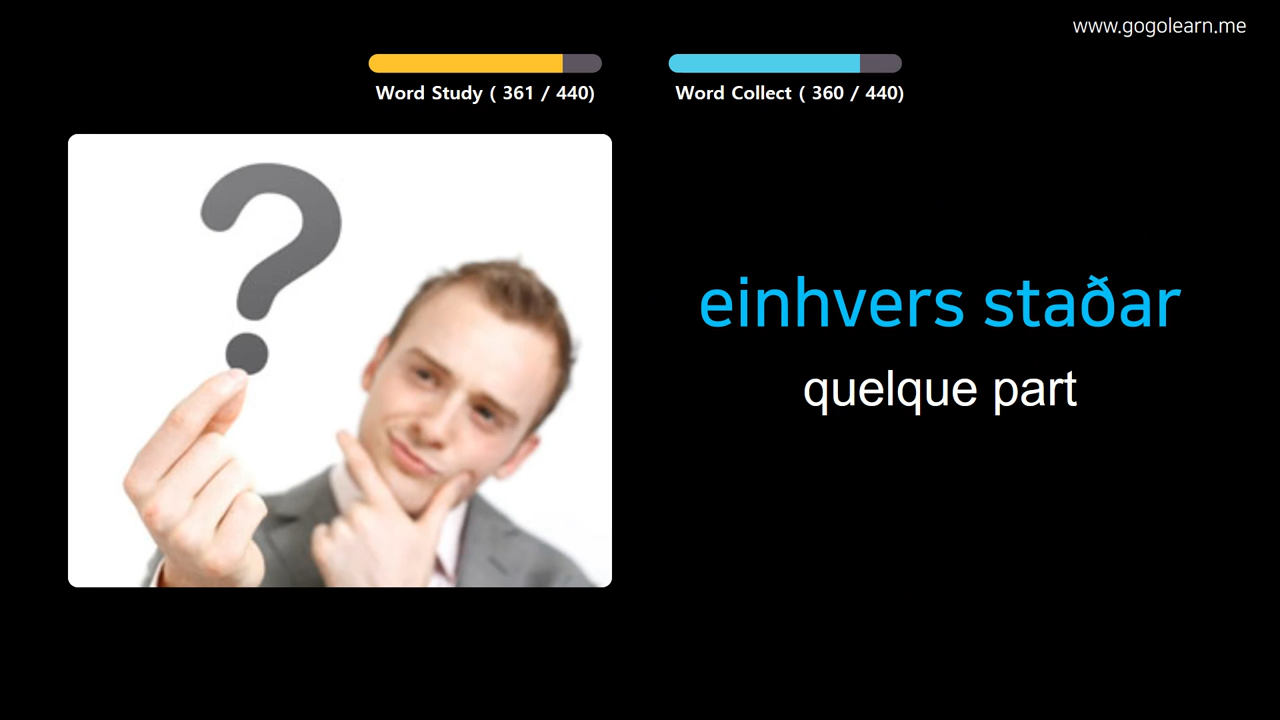 www.gogolearn.me
Word Study ( 361 / 440)
Word Collect ( 360 / 440)
?
einhvers staðar
quelque part